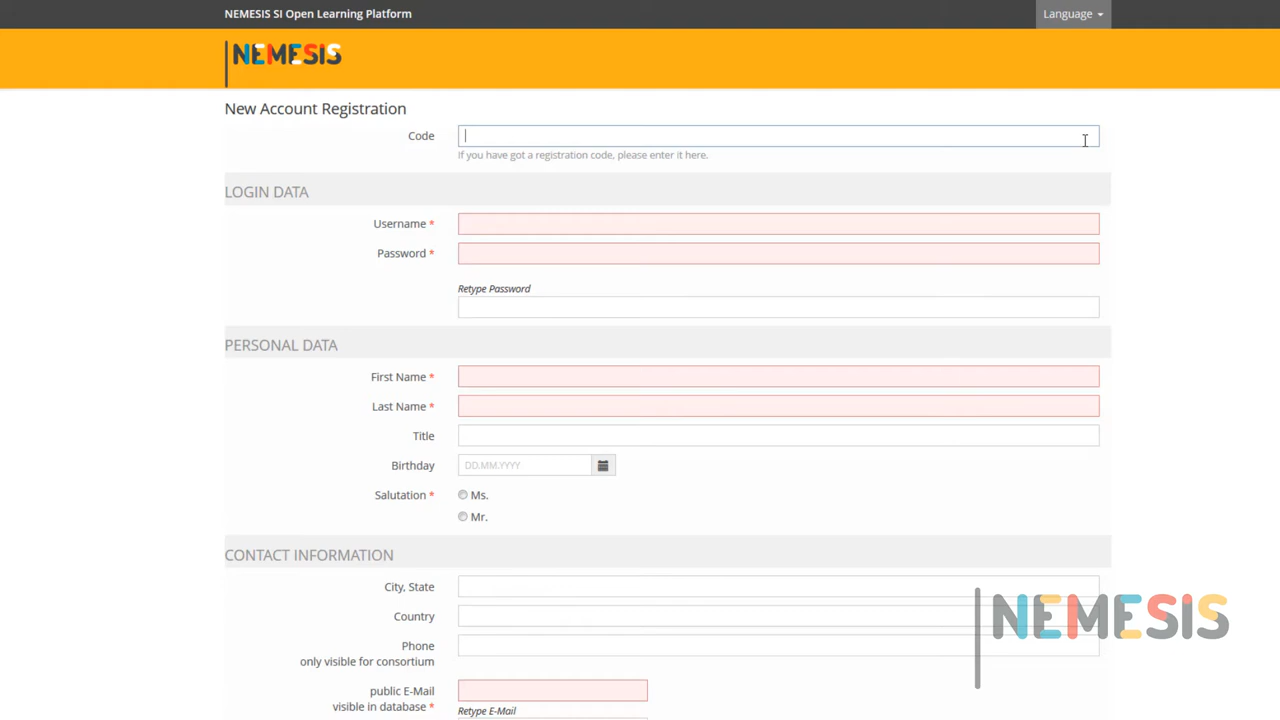 NEMESIS SI Open Learning Platform
Language
NEMESIS
New Account Registration
Code
If you have got a registration code, please enter it here.
LOGIN DATA
Username *
Password *
Retype Password
PERSONAL DATA
First Name *
Last Name *
Title
Birthday
DD.MM.YYYY
Salutation *
Ms.
Mr.
CONTACT INFORMATION
City, State
Country
NEMESIS
Phone
only visible for consortium
public E-Mail
visible in database *
Retype E-Mail